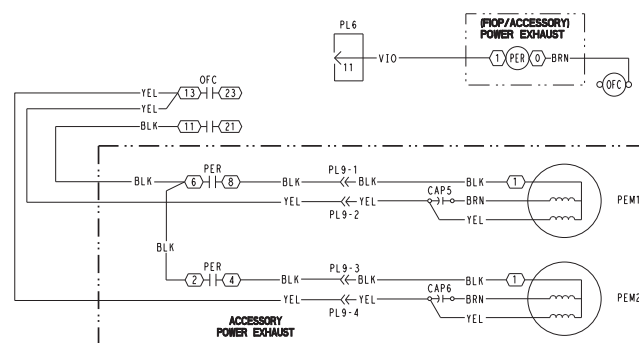 PL6
(FIOP/ACCESSORY)
POWER EXHAUST
11
VIO
1 PER 0 BRN
OFC
OFC
YEL 13 23
YEL
BLK 11 21
PER
BLK 6 8 BLK
PL9-1
BLK BLK 1
YEL YEL
PL9-2
CAP5
BRN
YEL
PEM1
BLK
PER
2 4 BLK
PL9-3
BLK BLK 1
YEL YEL
PL9-4
CAP6
BRN
YEL
PEM2
ACCESSORY
POWER EXHAUST